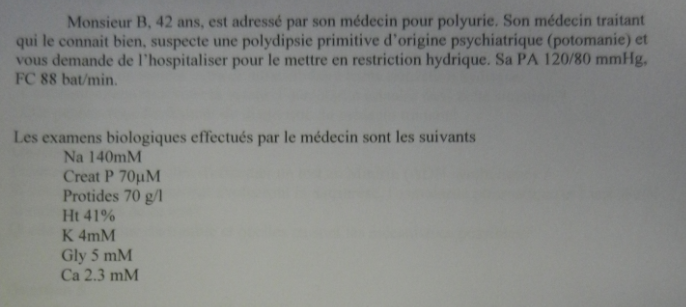 Monsieur B, 42 ans, est adressé par son médecin pour polyurie. Son médecin traitant
qui le connait bien, suspecte une polydipsie primitive d'origine psychiatrique (potomanie) et
vous demande de l'hospitaliser pour le mettre en restriction hydrique. Sa PA 120/80 mmHg,
FC 88 bat/min.
Les examens biologiques effectués par le médecin sont les suivants
Na 140mM
Creat P 70µM
Protides 70 g/l
Ht 41%
K 4mM
Gly 5 mM
Ca 2.3 mM